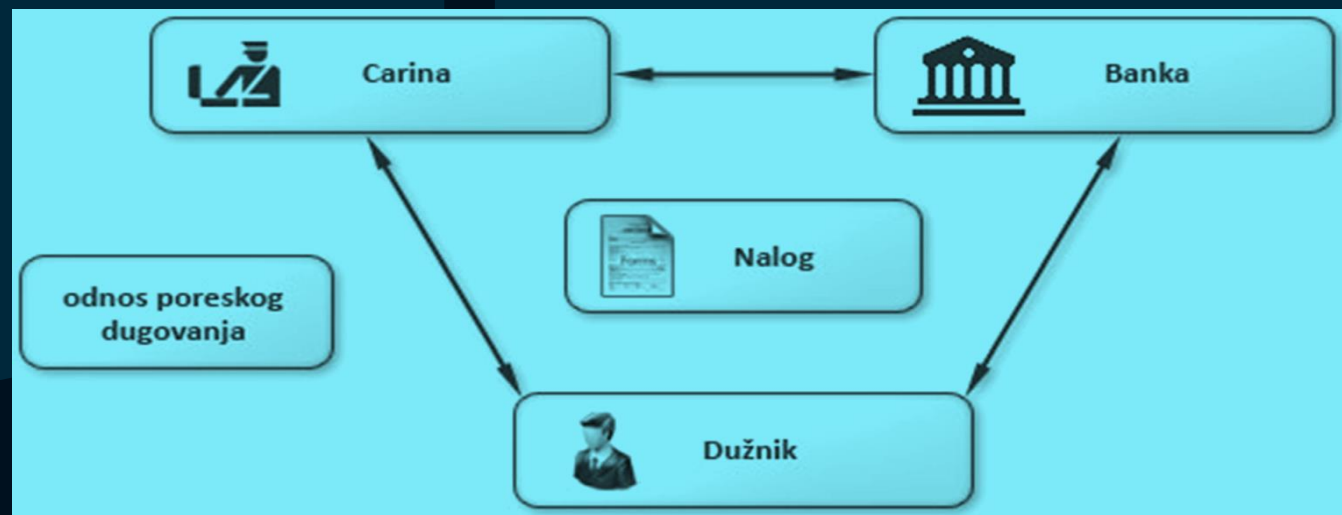 Carina
Banka
Nalog
odnos poreskog
dugovanja
Dužnik